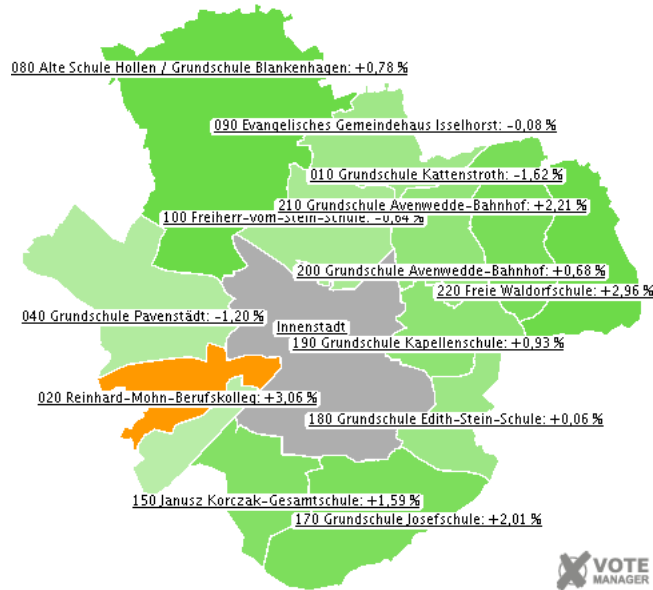 080 Alte Schule Hollen / Grundschule Blankenhagen: +0,78 %
090 Evangelisches Gemeindehaus Isselhorst: -0,08 %
010 Grundschule Kattenstroth: -1,62 %
210 Grundschule Avenwedde-Bahnhof: +2,21 %
100 Freiherr-vom-Stein-Schule: -0,64 %
200 Grundschule Avenwedde-Bahnhof: +0,68 %
220 Freie Waldorfschule: +2,96 %
040 Grundschule Pavenstädt: -1,20 %
Innenstadt
190 Grundschule Kapellenschule: +0,93 %
020 Reinhard-Mohn-Berufskolleg: +3,06 %
180 Grundschule Edith-Stein-Schule: +0,06 %
150 Janusz Korczak-Gesamtschule: +1,59 %
170 Grundschule Josefschule: +2,01 %
VOTE
MANAGER